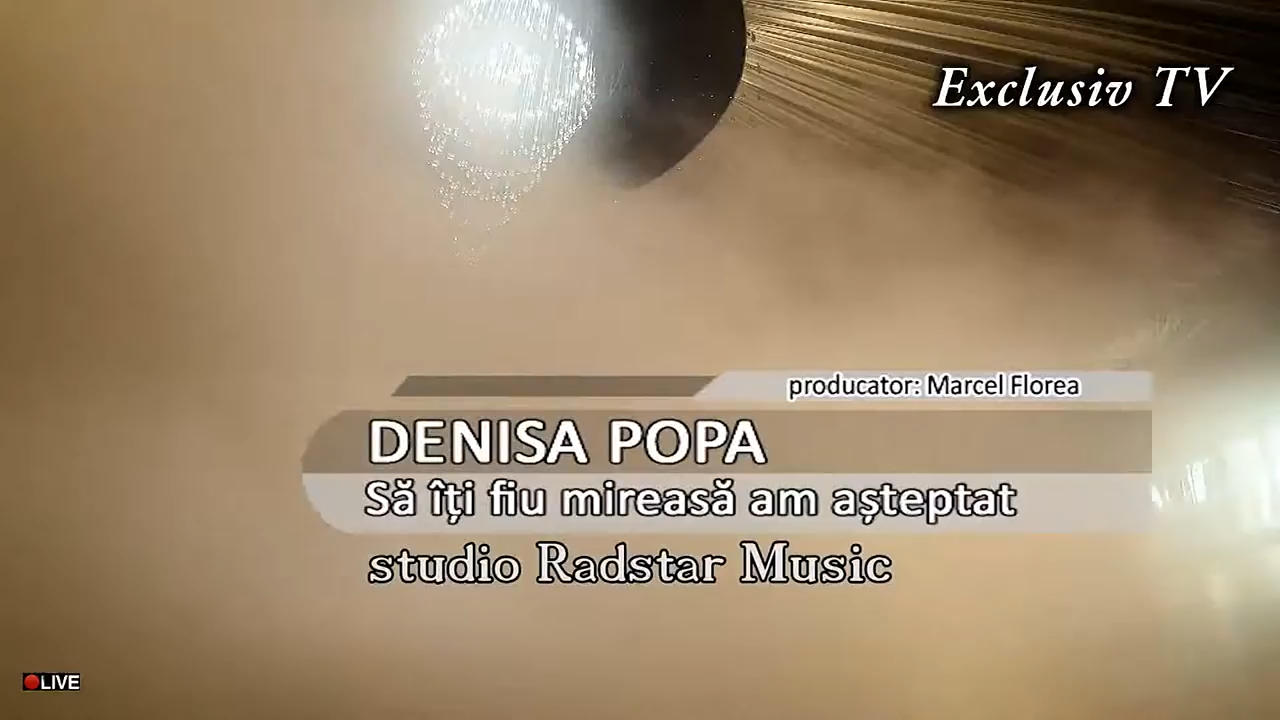 Exclusiv TV
producator: Marcel Florea
DENISA POPA
Să îți fiu mireasă am așteptat
studio Radstar Music
LIVE